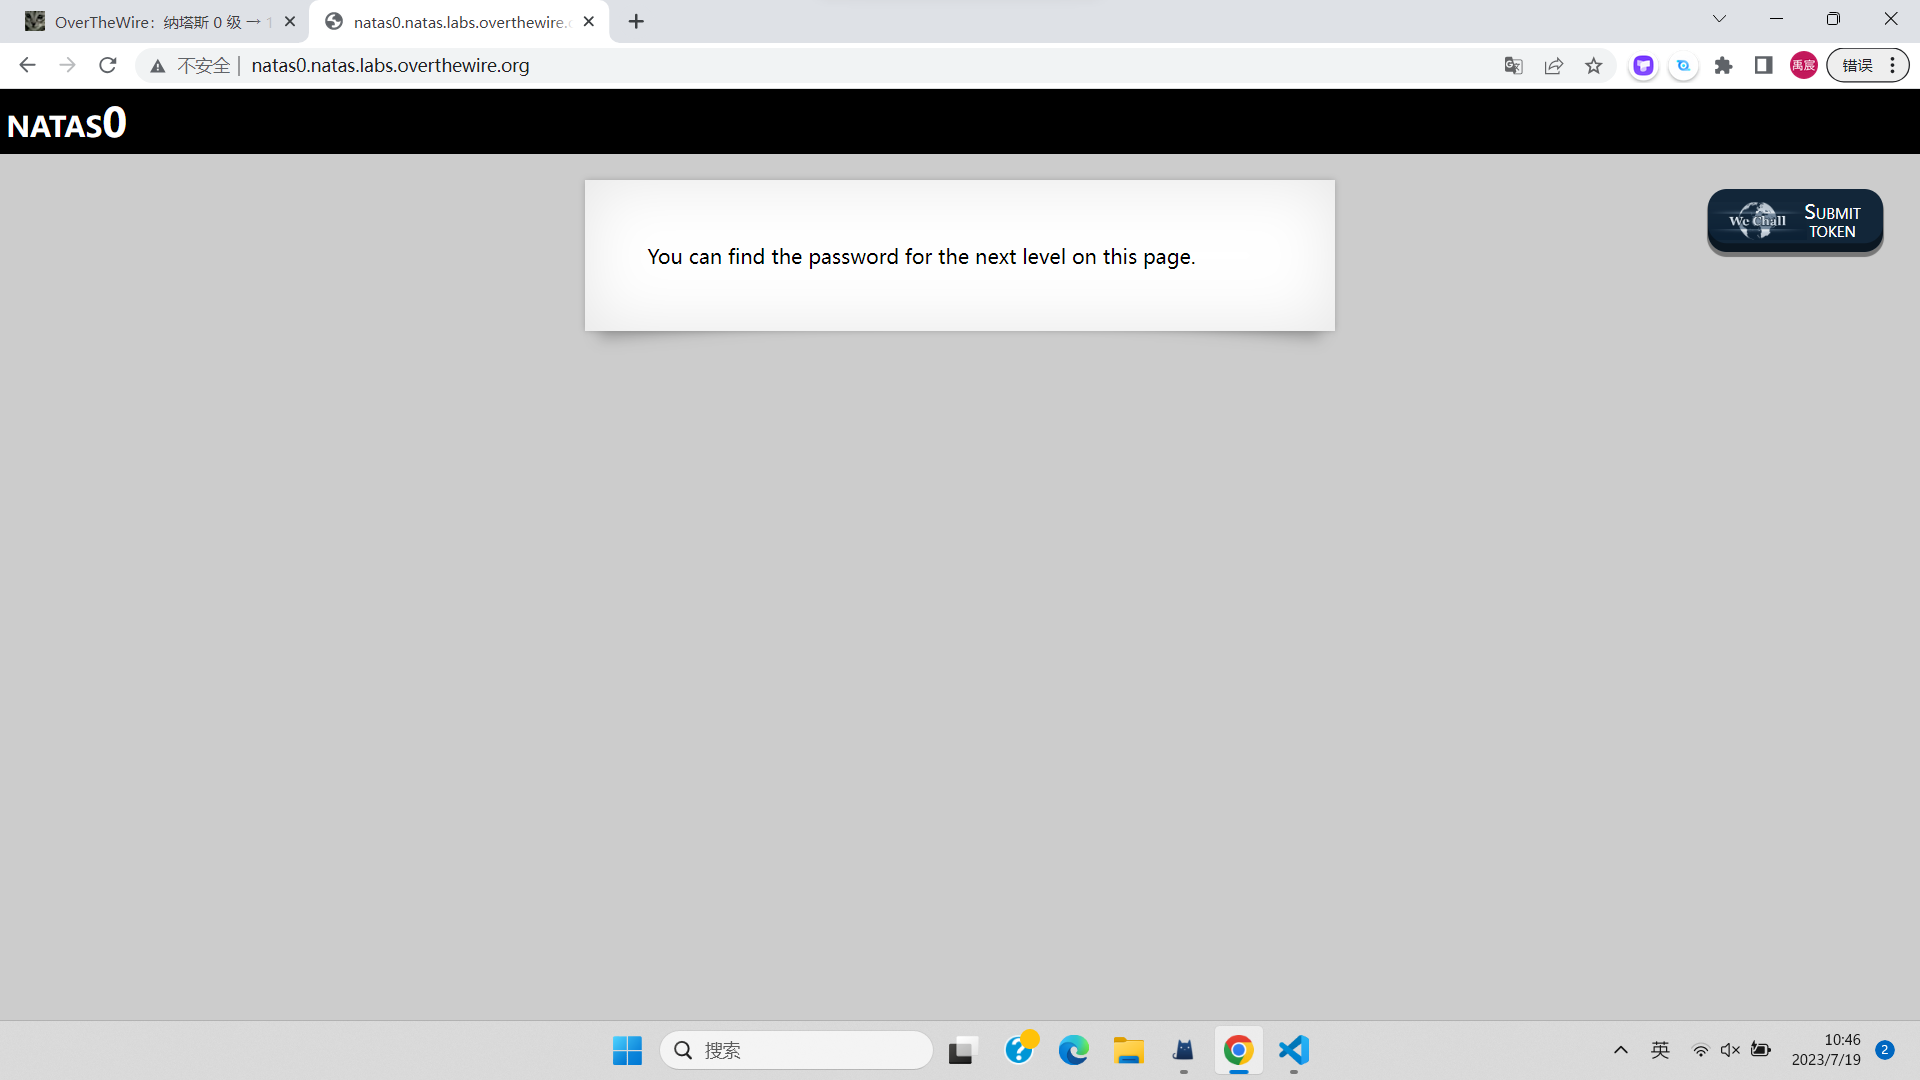 OverTheWire：纳塔斯 0 级 → 1
natas0.natas.labs.overthewire.o
不安全
natas0.natas.labs.overthewire.org
禹宸
错误
NATAS0
You can find the password for the next level on this page.
We Chall
SUBMIT
TOKEN
搜索
英
10:46
2023/7/19
2